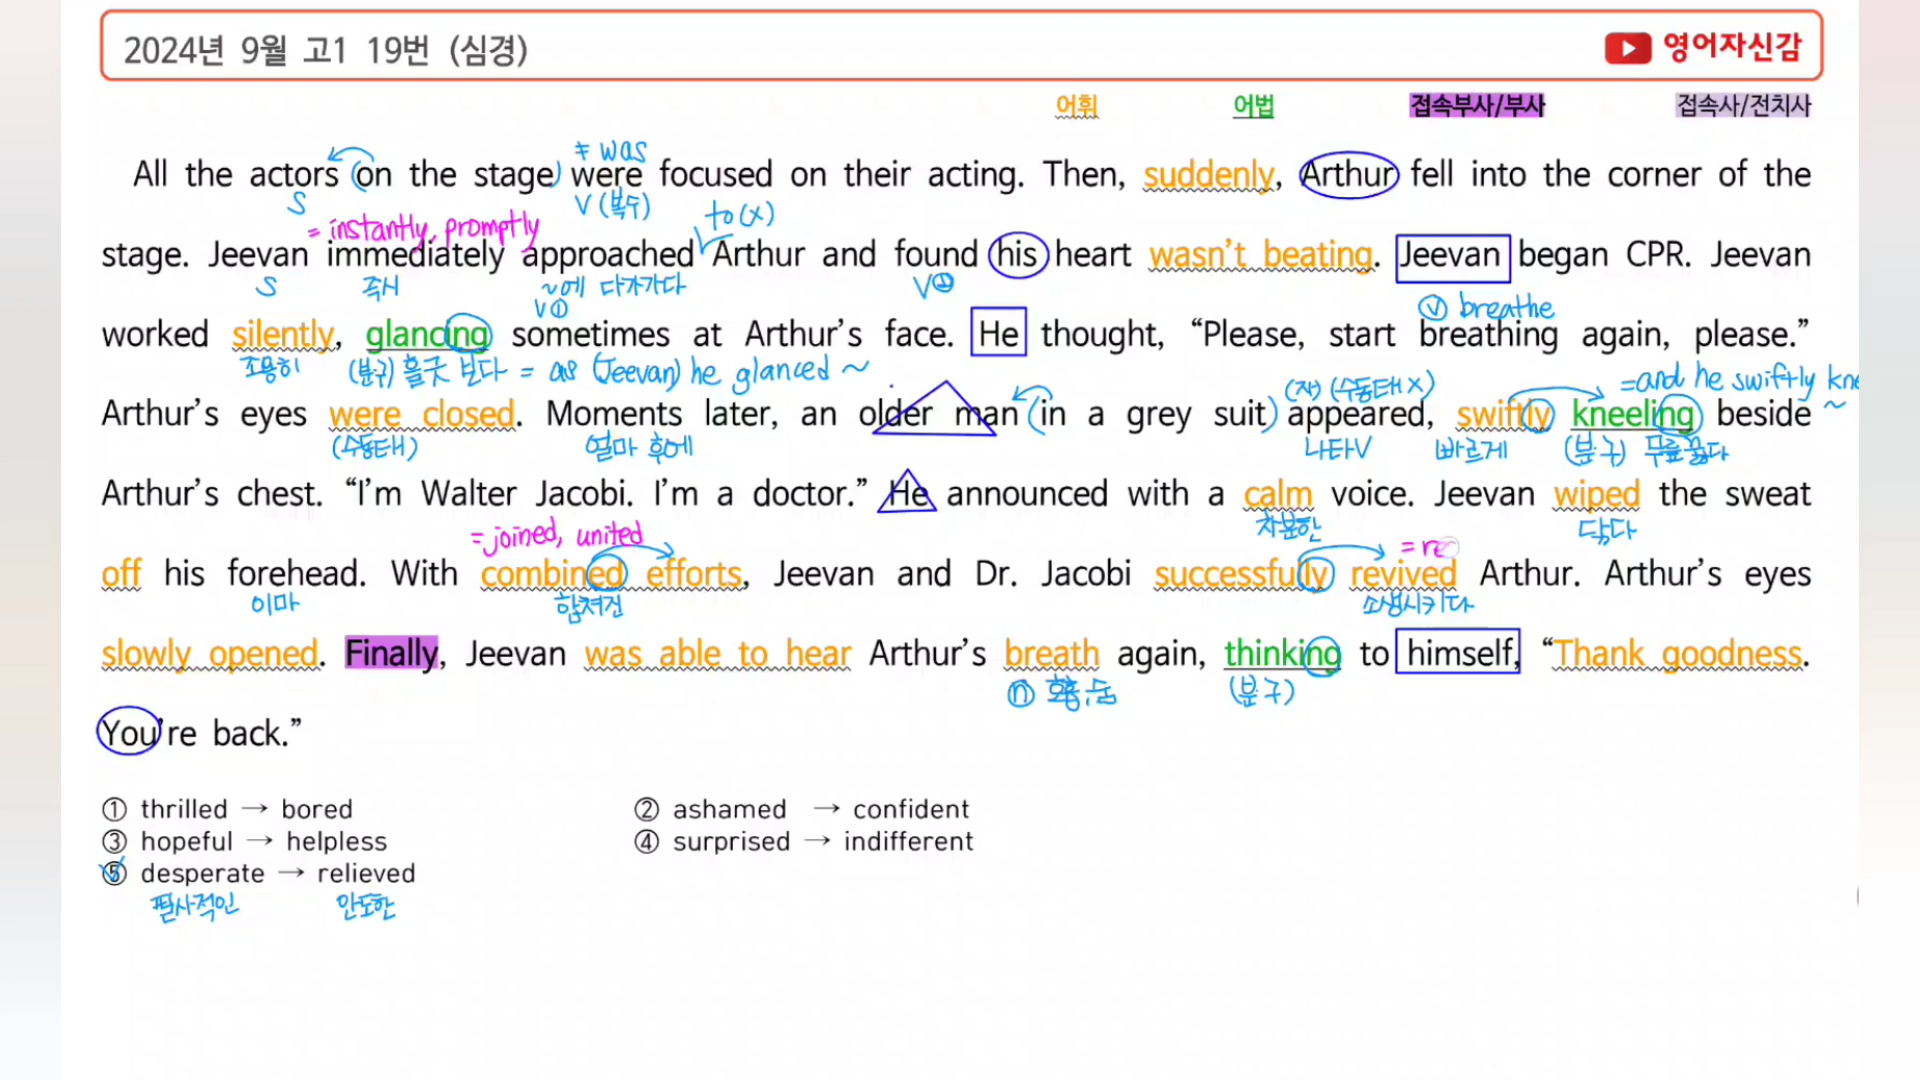 2024년 9월 고1 19번 (심경)
영어자신감
어휘 어법 접속부사/부사 접속사/전치사
≠ was
All the actors (on the stage) were focused on their acting. Then, suddenly, Arthur fell into the corner of the
S V (복수) to(x)
= instantly, promptly
stage. Jeevan immediately approached Arthur and found his heart wasn't beating. Jeevan began CPR. Jeevan
S 즉시 ~에 다가가다 V②
V① ⓥ breathe
worked silently, glancing sometimes at Arthur's face. He thought, “Please, start breathing again, please.”
조용히 (분구) 흘긋 보다 = as (Jeevan) he glanced ~
(자) (수동태 X) =and he swiftly kne
Arthur's eyes were closed. Moments later, an older man (in a grey suit) appeared, swiftly kneeling beside ~
(수동태) 얼마 후에 나타V 빠르게 (분구) 무릎꿇다
Arthur's chest. “I'm Walter Jacobi. I'm a doctor.” He announced with a calm voice. Jeevan wiped the sweat
차분한 닦다
=joined, united = re
off his forehead. With combined efforts, Jeevan and Dr. Jacobi successfully revived Arthur. Arthur's eyes
이마 합쳐진 소생시키다
slowly opened. Finally, Jeevan was able to hear Arthur's breath again, thinking to himself, “Thank goodness.
ⓝ 호흡, 숨 (분구)
You're back.”
① thrilled → bored ② ashamed → confident
③ hopeful → helpless ④ surprised → indifferent
⑤ desperate → relieved
필사적인 안도한